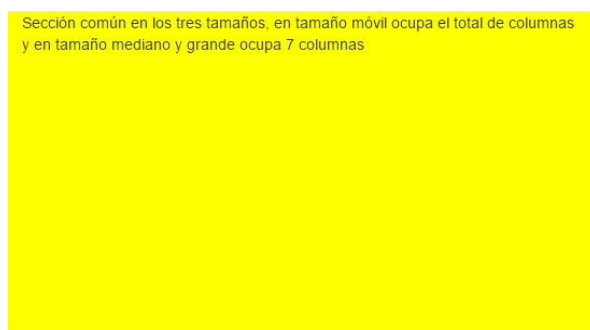 Sección común en los tres tamaños, en tamaño móvil ocupa el total de columnas
y en tamaño mediano y grande ocupa 7 columnas